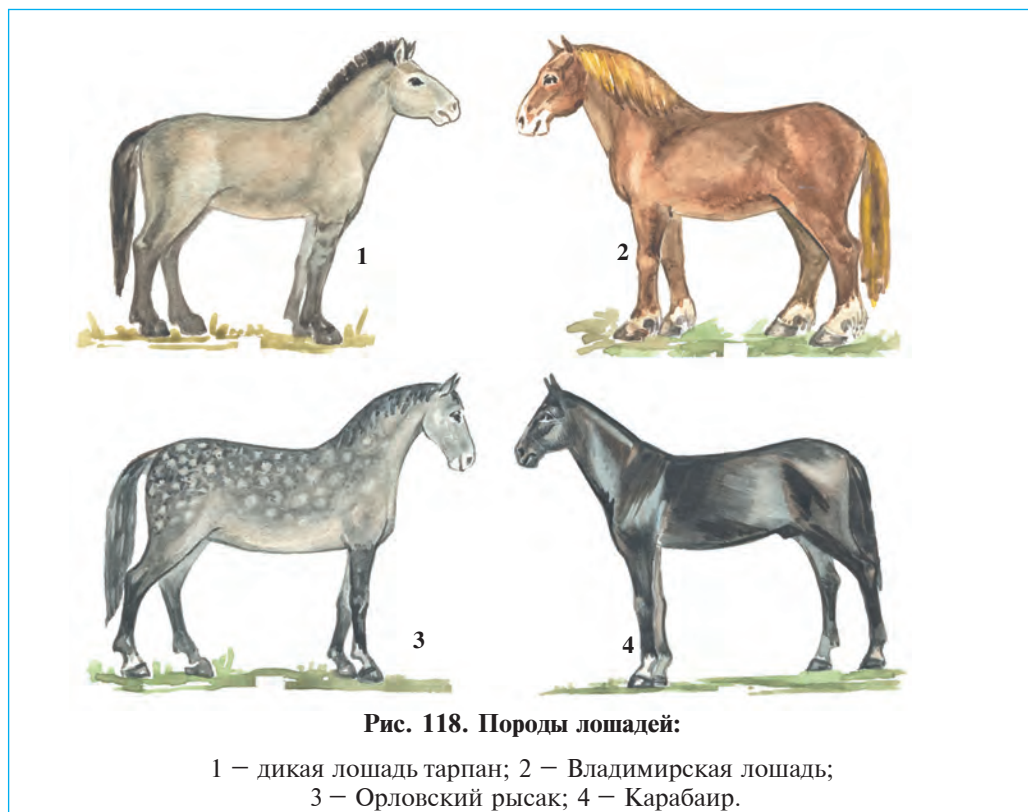 1
2
3
4
Рис. 118. Породы лошадей:
1 — дикая лошадь тарпан; 2 — Владимирская лошадь;
3 — Орловский рысак; 4 — Карабаир.